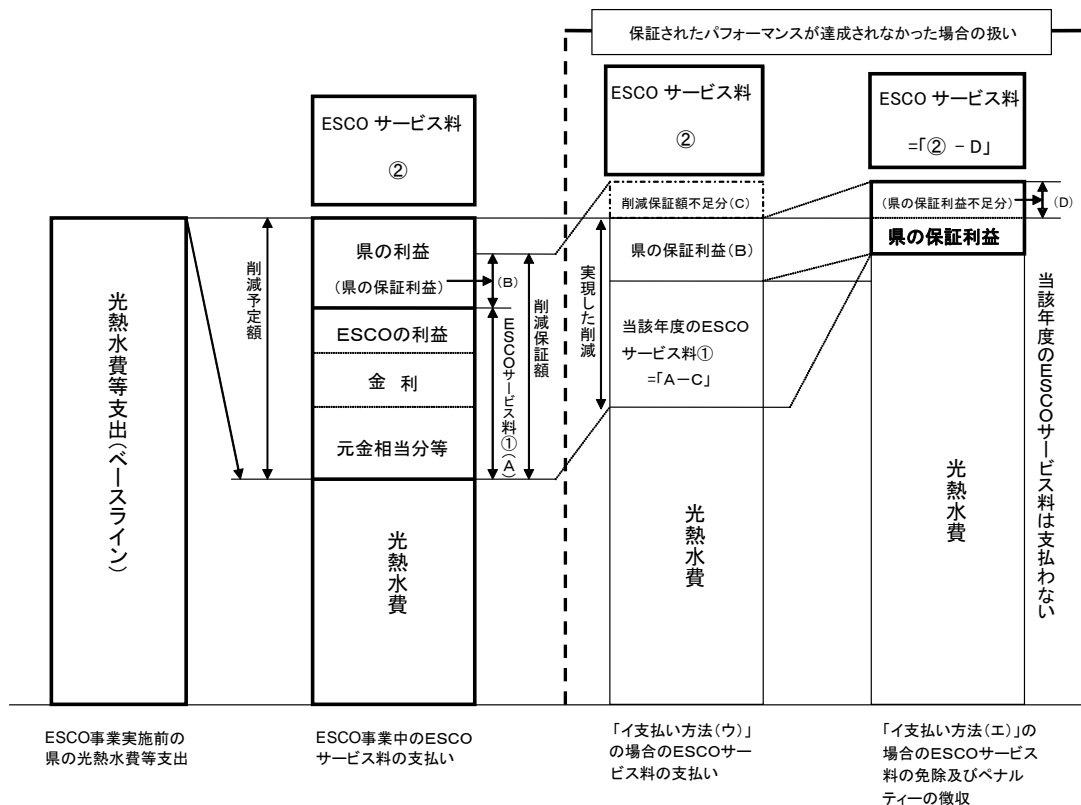 保証されたパフォーマンスが達成されなかった場合の扱い
光熱水費等支出(ベースライン)
ESCO事業実施前の
県の光熱水費等支出
削減予定額
ESCO サービス料
②
県の利益
(県の保証利益)
(B)
ESCOの利益
金 利
元金相当分等
ESCOサービス料①(A)
削減保証額
光熱水費
ESCO事業中のESCO
サービス料の支払い
ESCO サービス料
②
削減保証額不足分(C)
実現した削減
県の保証利益(B)
当該年度のESCO
サービス料①
=「A-C」
光熱水費
「イ支払い方法(ウ)」
の場合のESCOサー
ビス料の支払い
ESCO サービス料
=「② - D」
(県の保証利益不足分)
(D)
県の保証利益
光熱水費
当該年度のESCOサービス料は支払わない
「イ支払い方法(エ)」の
場合のESCOサービス
料の免除及びペナル
ティーの徴収